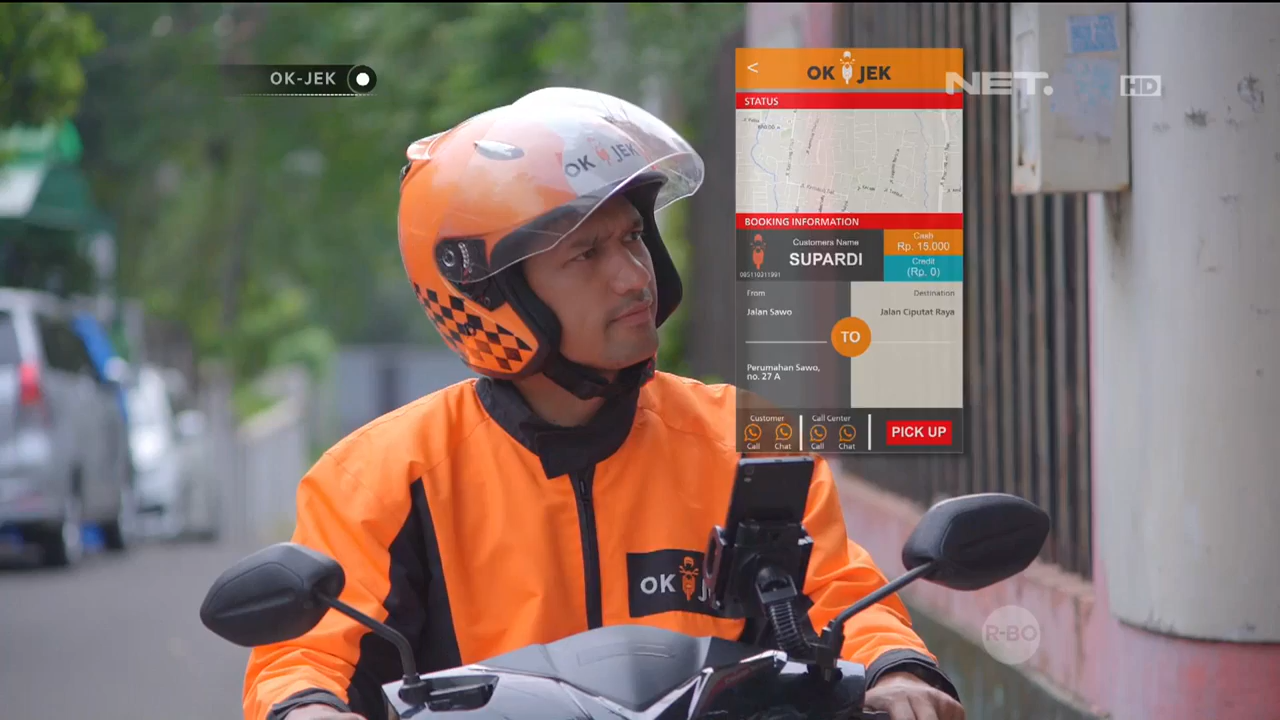 OK-JEK
NET.
HD
<
OK JEK
STATUS
BOOKING INFORMATION
Customers Name
SUPARDI
Cash
Rp. 15.000
Credit
(Rp. 0)
From
Destination
Jalan Sawo
Jalan Ciputat Raya
TO
Perumahan Sawo,
no. 27 A
Customer
Call Center
Call
Chat
Call
Chat
PICK UP
OK JEK
OK JE
R-BO